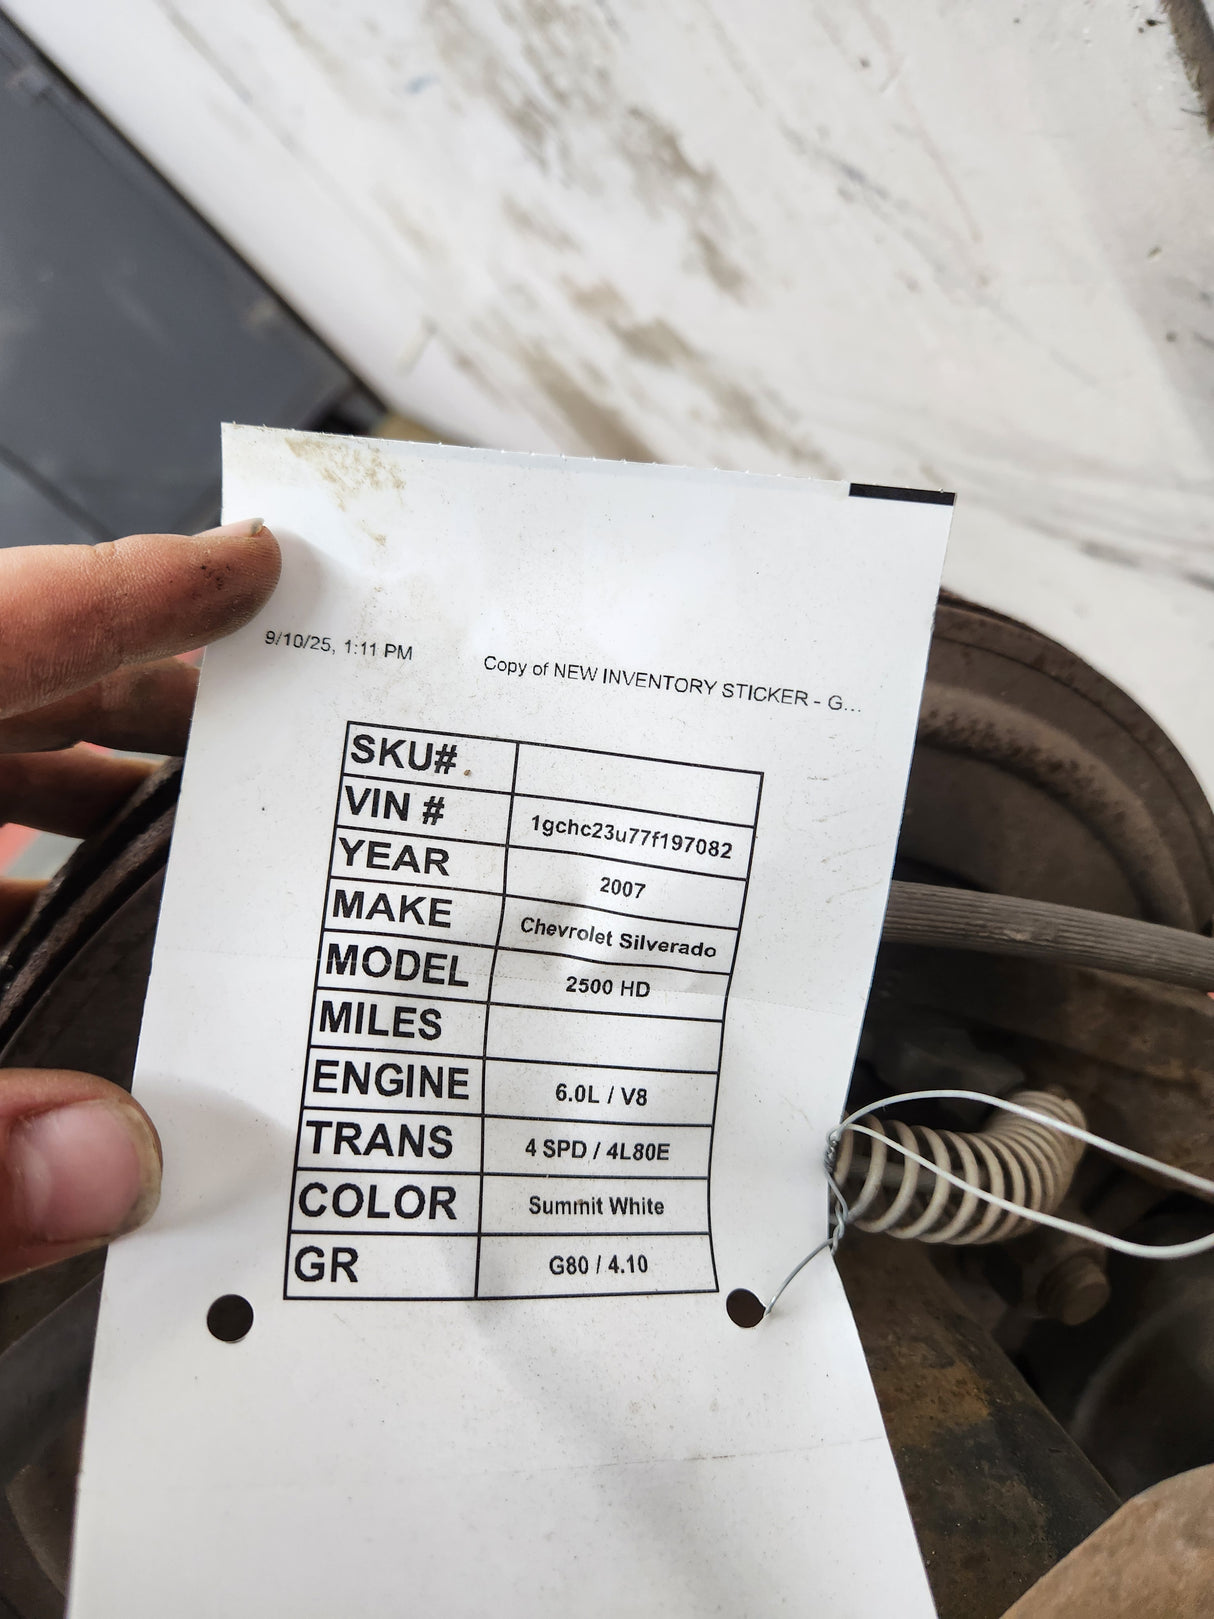 9/10/25, 1:11 PM Copy of NEW INVENTORY STICKER - G...
SKU#
VIN # 1gchc23u77f197082
YEAR 2007
MAKE Chevrolet Silverado
MODEL 2500 HD
MILES
ENGINE 6.0L / V8
TRANS 4 SPD / 4L80E
COLOR Summit White
GR G80 / 4.10